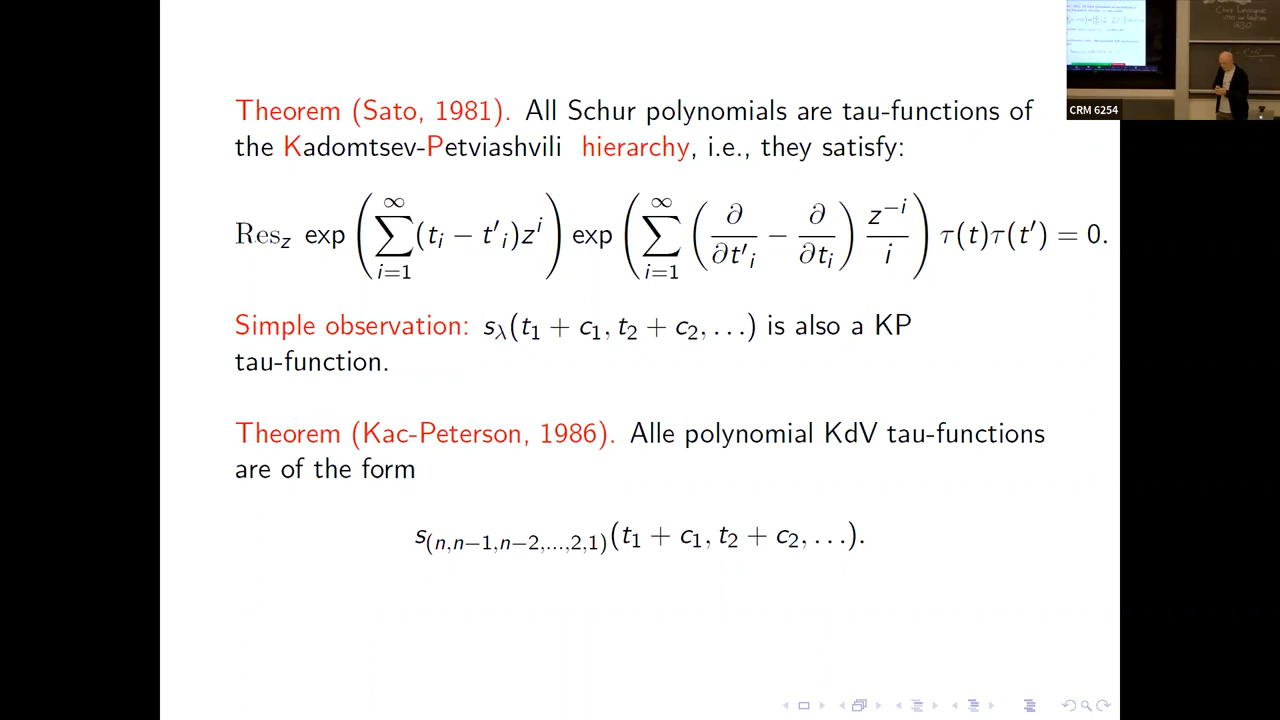 Theorem (Sato, 1981). All Schur polynomials are tau-functions of
the Kadomtsev-Petviashvili hierarchy, i.e., they satisfy:
Res_z exp ( ∑_{i=1}^{∞} (t_i − t'_i)z^i ) exp ( ∑_{i=1}^{∞} ( ∂/∂t'_i − ∂/∂t_i ) z^{−i}/i ) τ(t)τ(t') = 0.
Simple observation: s_λ(t_1 + c_1, t_2 + c_2, ...) is also a KP
tau-function.
Theorem (Kac-Peterson, 1986). Alle polynomial KdV tau-functions
are of the form
s_{(n,n−1,n−2,...,2,1)}(t_1 + c_1, t_2 + c_2, ...).
CRM 6254